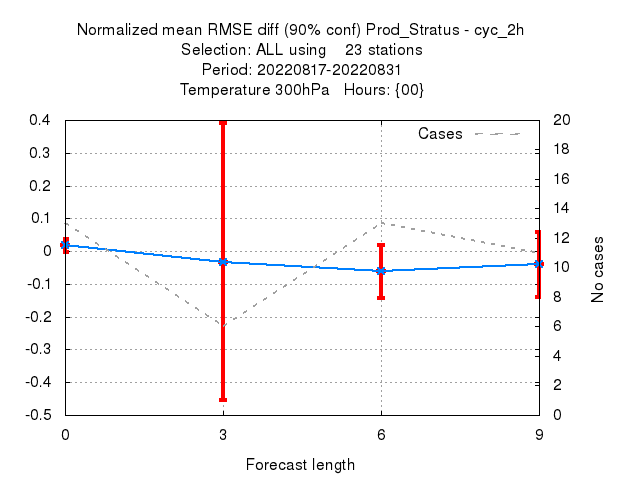 Normalized mean RMSE diff (90% conf) Prod_Stratus - cyc_2h
Selection: ALL using 23 stations
Period: 20220817-20220831
Temperature 300hPa Hours: {00}
Cases
0.4
0.3
0.2
0.1
0
-0.1
-0.2
-0.3
-0.4
-0.5
20
18
16
14
12
10
8
6
4
2
0
No cases
0 3 6 9
Forecast length